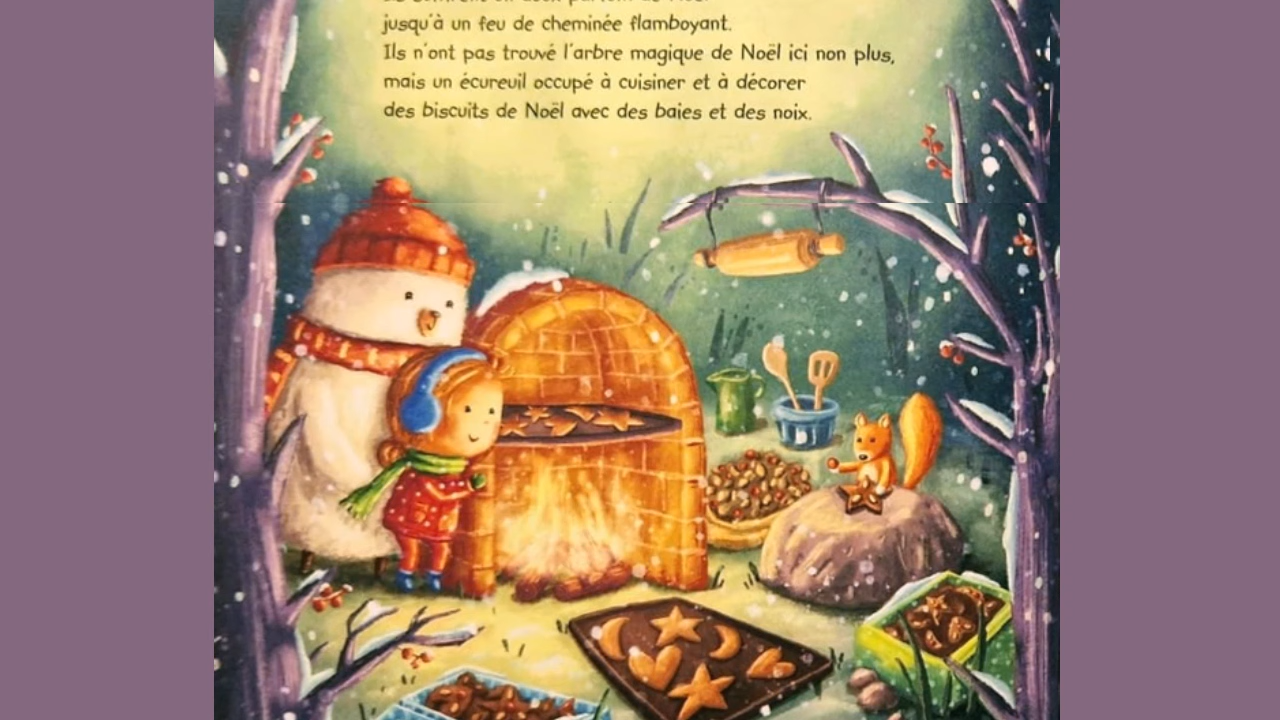 jusqu'à un feu de cheminée flamboyant.
Ils n'ont pas trouvé l'arbre magique de Noël ici non plus,
mais un écureuil occupé à cuisiner et à décorer
des biscuits de Noël avec des baies et des noix.